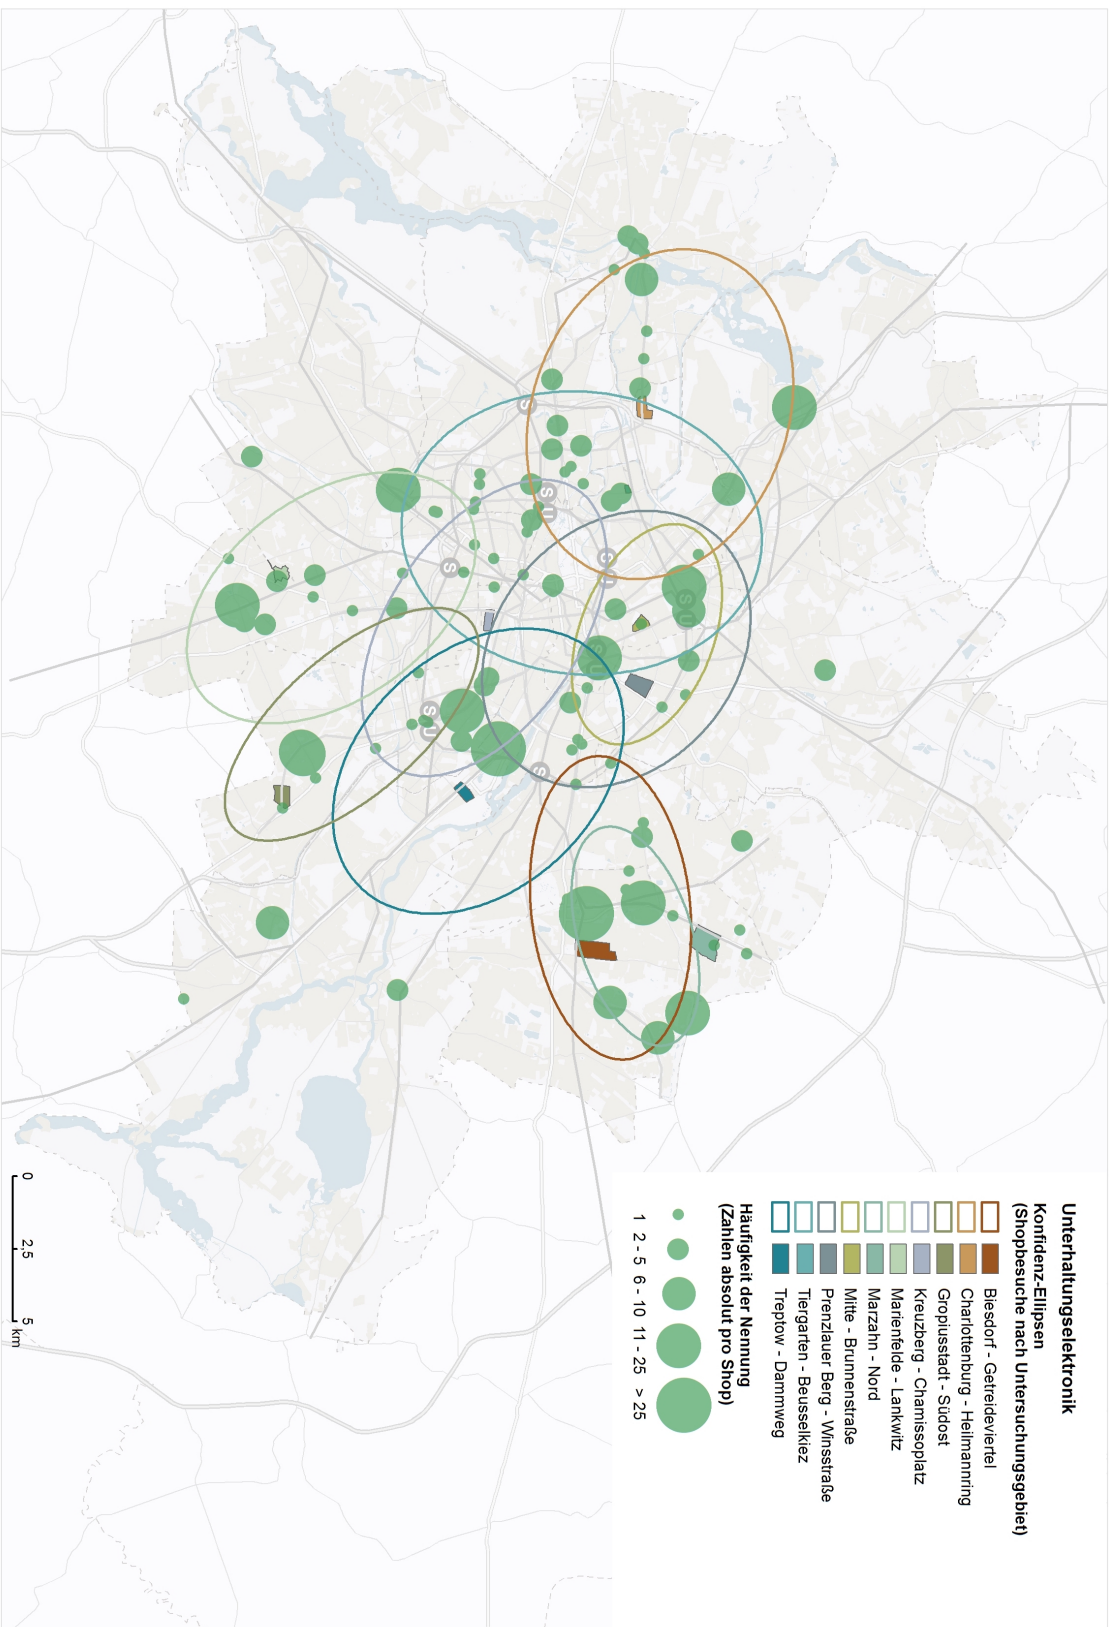 Unterhaltungselektronik
Konfidenz-Ellipsen
(Shopbesuche nach Untersuchungsgebiet)
Biesdorf - Getreideviertel
Charlottenburg - Heilmannring
Gropiusstadt - Südost
Kreuzberg - Chamissoplatz
Marienfelde - Lankwitz
Marzahn - Nord
Mitte - Brunnenstraße
Prenzlauer Berg - Winsstraße
Tiergarten - Beusselkiez
Treptow - Dammweg
Häufigkeit der Nennung
(Zahlen absolut pro Shop)
1 2 - 5 6 - 10 11 - 25 > 25
0 2,5 5 km
S
S U
S U
S U
S U
S
S U
S